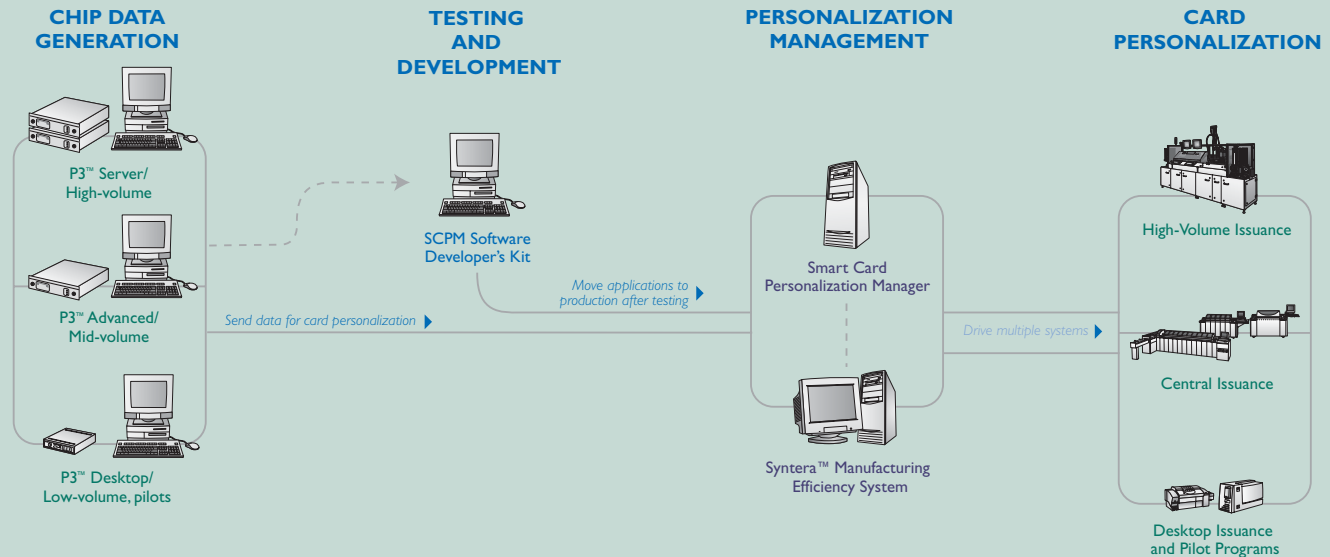 CHIP DATA
GENERATION
P3™ Server/
High-volume
P3™ Advanced/
Mid-volume
P3™ Desktop/
Low-volume, pilots
Send data for card personalization
TESTING
AND
DEVELOPMENT
SCPM Software
Developer's Kit
Move applications to
production after testing
PERSONALIZATION
MANAGEMENT
Smart Card
Personalization Manager
Syntera™ Manufacturing
Efficiency System
Drive multiple systems
CARD
PERSONALIZATION
High-Volume Issuance
Central Issuance
Desktop Issuance
and Pilot Programs